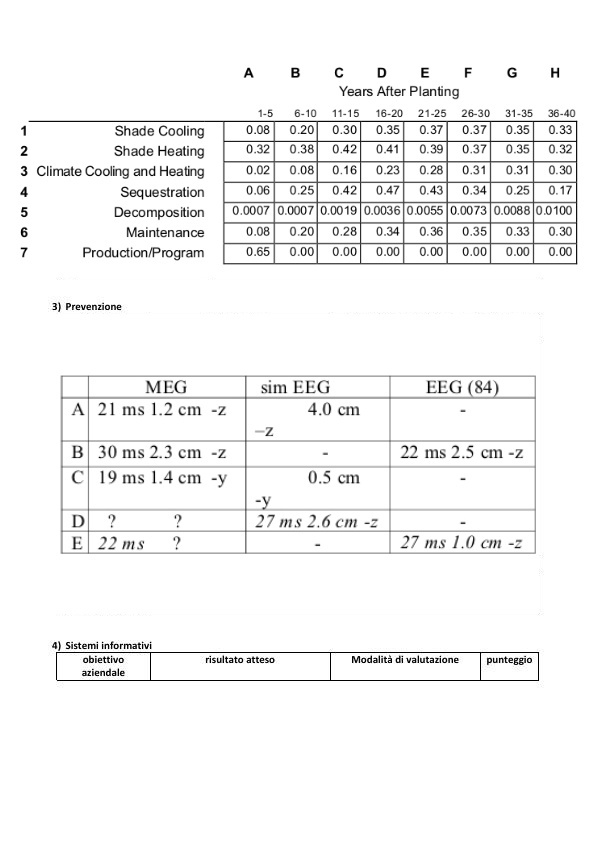 A B C D E F G H
Years After Planting
1-5 6-10 11-15 16-20 21-25 26-30 31-35 36-40
1 Shade Cooling 0.08 0.20 0.30 0.35 0.37 0.37 0.35 0.33
2 Shade Heating 0.32 0.38 0.42 0.41 0.39 0.37 0.35 0.32
3 Climate Cooling and Heating 0.02 0.08 0.16 0.23 0.28 0.31 0.31 0.30
4 Sequestration 0.06 0.25 0.42 0.47 0.43 0.34 0.25 0.17
5 Decomposition 0.0007 0.0007 0.0019 0.0036 0.0055 0.0073 0.0088 0.0100
6 Maintenance 0.08 0.20 0.28 0.34 0.36 0.35 0.33 0.30
7 Production/Program 0.65 0.00 0.00 0.00 0.00 0.00 0.00 0.00
3) Prevenzione
MEG sim EEG EEG (84)
A 21 ms 1.2 cm -z 4.0 cm -
–z
B 30 ms 2.3 cm -z - 22 ms 2.5 cm -z
C 19 ms 1.4 cm -y 0.5 cm -
-y
D ? ? 27 ms 2.6 cm -z -
E 22 ms ? - 27 ms 1.0 cm -z
4) Sistemi informativi
obiettivo risultato atteso Modalità di valutazione punteggio
aziendale